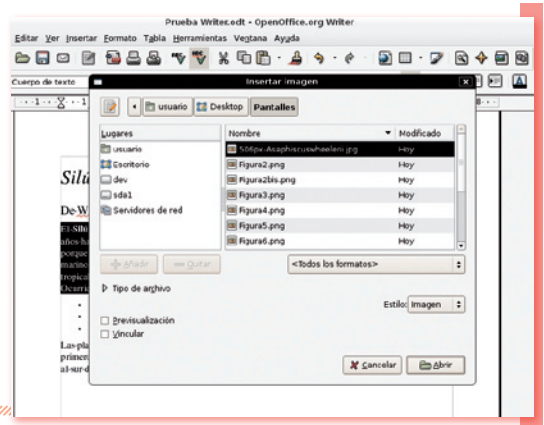 Prueba Writer.odt - OpenOffice.org Writer
Editar Ver Insertar Formato Tabla Herramientas Ventana Ayuda
Cuerpo de texto
Insertar imagen
usuario Desktop Pantalles
Lugares Nombre Modificado
usuario 506px-Asaphiscuswheeleri.jpg Hoy
Escritorio Figura2.png Hoy
dev Figura2bis.png Hoy
sda1 Figura3.png Hoy
Servidores de red Figura4.png Hoy
Figura5.png Hoy
Figura6.png Hoy
Añadir Quitar <Todos los formatos>
Tipo de archivo
Estilo: Imagen
Previsualización
Vincular
Cancelar Abrir
Silú
De W
El Silu
años ha
porque
marino
tropica
Ocurri
Las pla
primer
al sur d